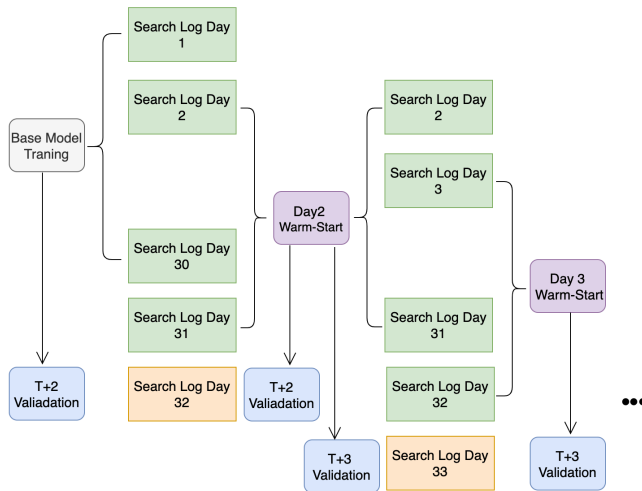 Search Log Day
1
Search Log Day
2
Base Model
Traning
Search Log Day
30
Search Log Day
31
T+2
Valiadation
Search Log Day
32
Day2
Warm-Start
T+2
Valiadation
T+3
Validation
Search Log Day
2
Search Log Day
3
Search Log Day
31
Search Log Day
32
Search Log Day
33
Day 3
Warm-Start
T+3
Validation
•••